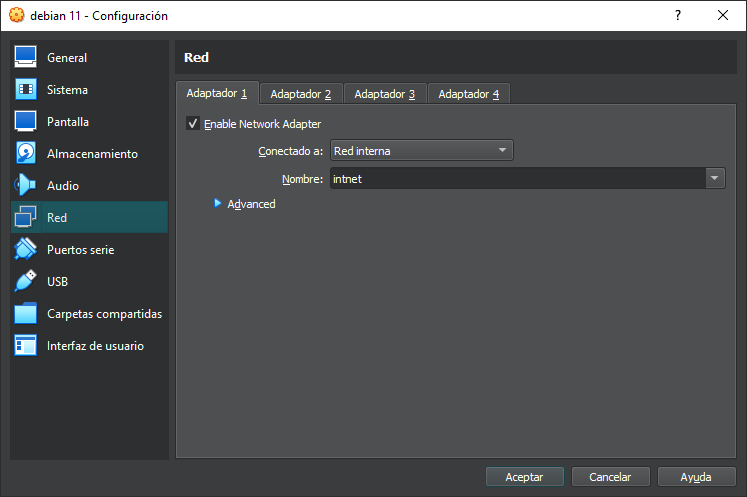 debian 11 - Configuración
?
General
Sistema
Pantalla
Almacenamiento
Audio
Red
Puertos serie
USB
Carpetas compartidas
Interfaz de usuario
Red
Adaptador 1 Adaptador 2 Adaptador 3 Adaptador 4
Enable Network Adapter
Conectado a: Red interna
Nombre: intnet
Advanced
Aceptar Cancelar Ayuda